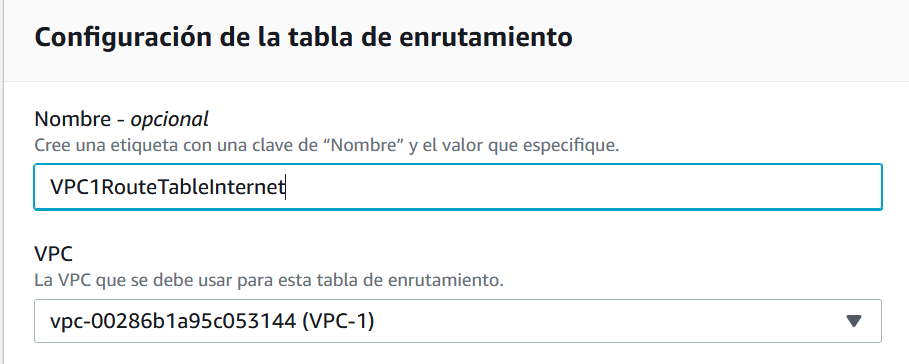 Configuración de la tabla de enrutamiento
Nombre - opcional
Cree una etiqueta con una clave de “Nombre” y el valor que especifique.
VPC1RouteTableInternet
VPC
La VPC que se debe usar para esta tabla de enrutamiento.
vpc-00286b1a95c053144 (VPC-1)